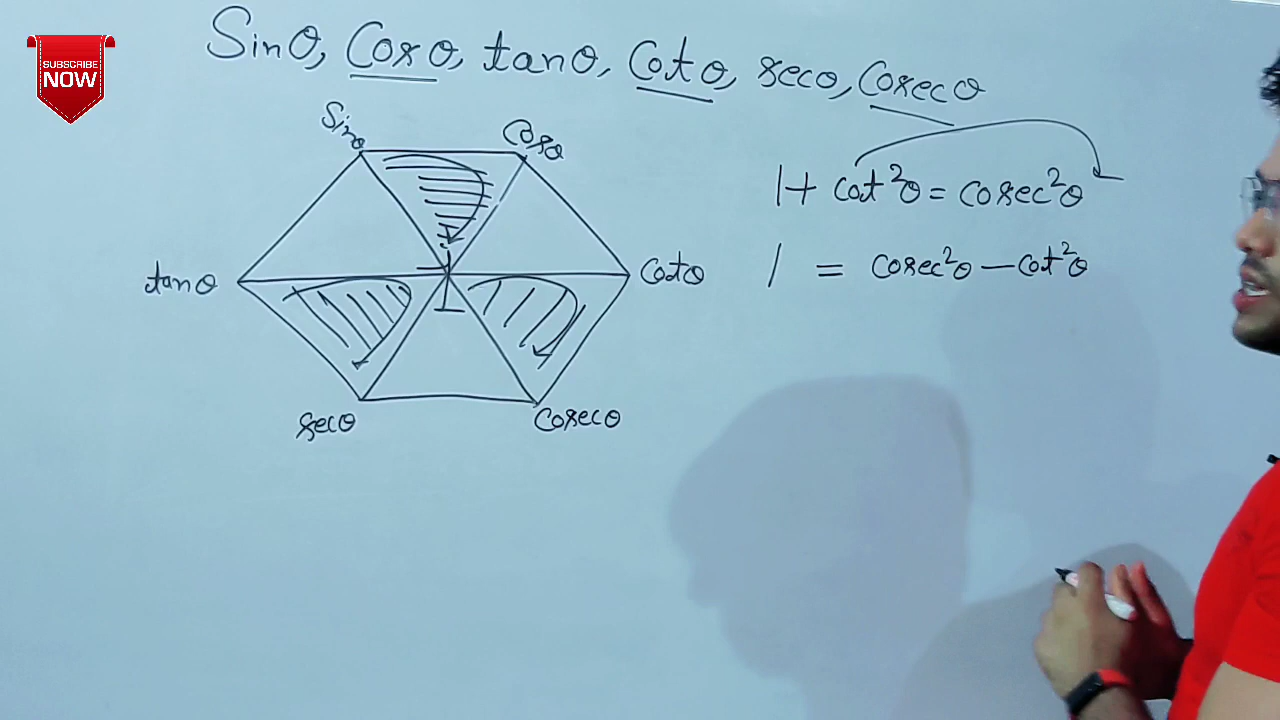 SUBSCRIBE
NOW
Sinθ, Cosθ, tanθ, Cotθ, secθ, Cosecθ
Sinθ
Cosθ
1 + cot²θ = cosec²θ
1 = cosec²θ - cot²θ
tanθ
1
Cotθ
secθ
Cosecθ